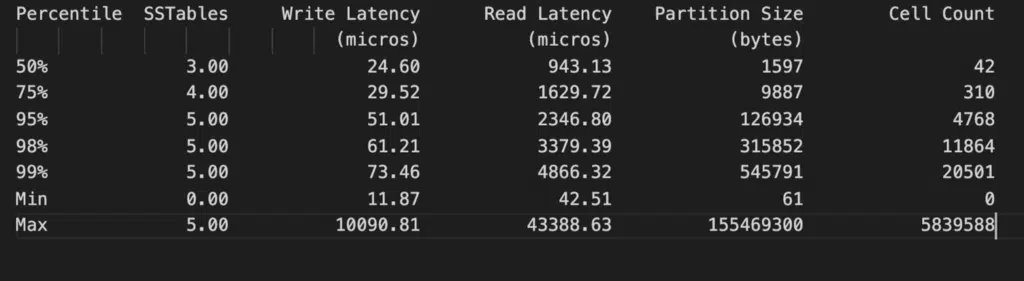 Percentile SSTables Write Latency Read Latency Partition Size Cell Count
(micros) (micros) (bytes)
50% 3.00 24.60 943.13 1597 42
75% 4.00 29.52 1629.72 9887 310
95% 5.00 51.01 2346.80 126934 4768
98% 5.00 61.21 3379.39 315852 11864
99% 5.00 73.46 4866.32 545791 20501
Min 0.00 11.87 42.51 61 0
Max 5.00 10090.81 43388.63 155469300 5839588